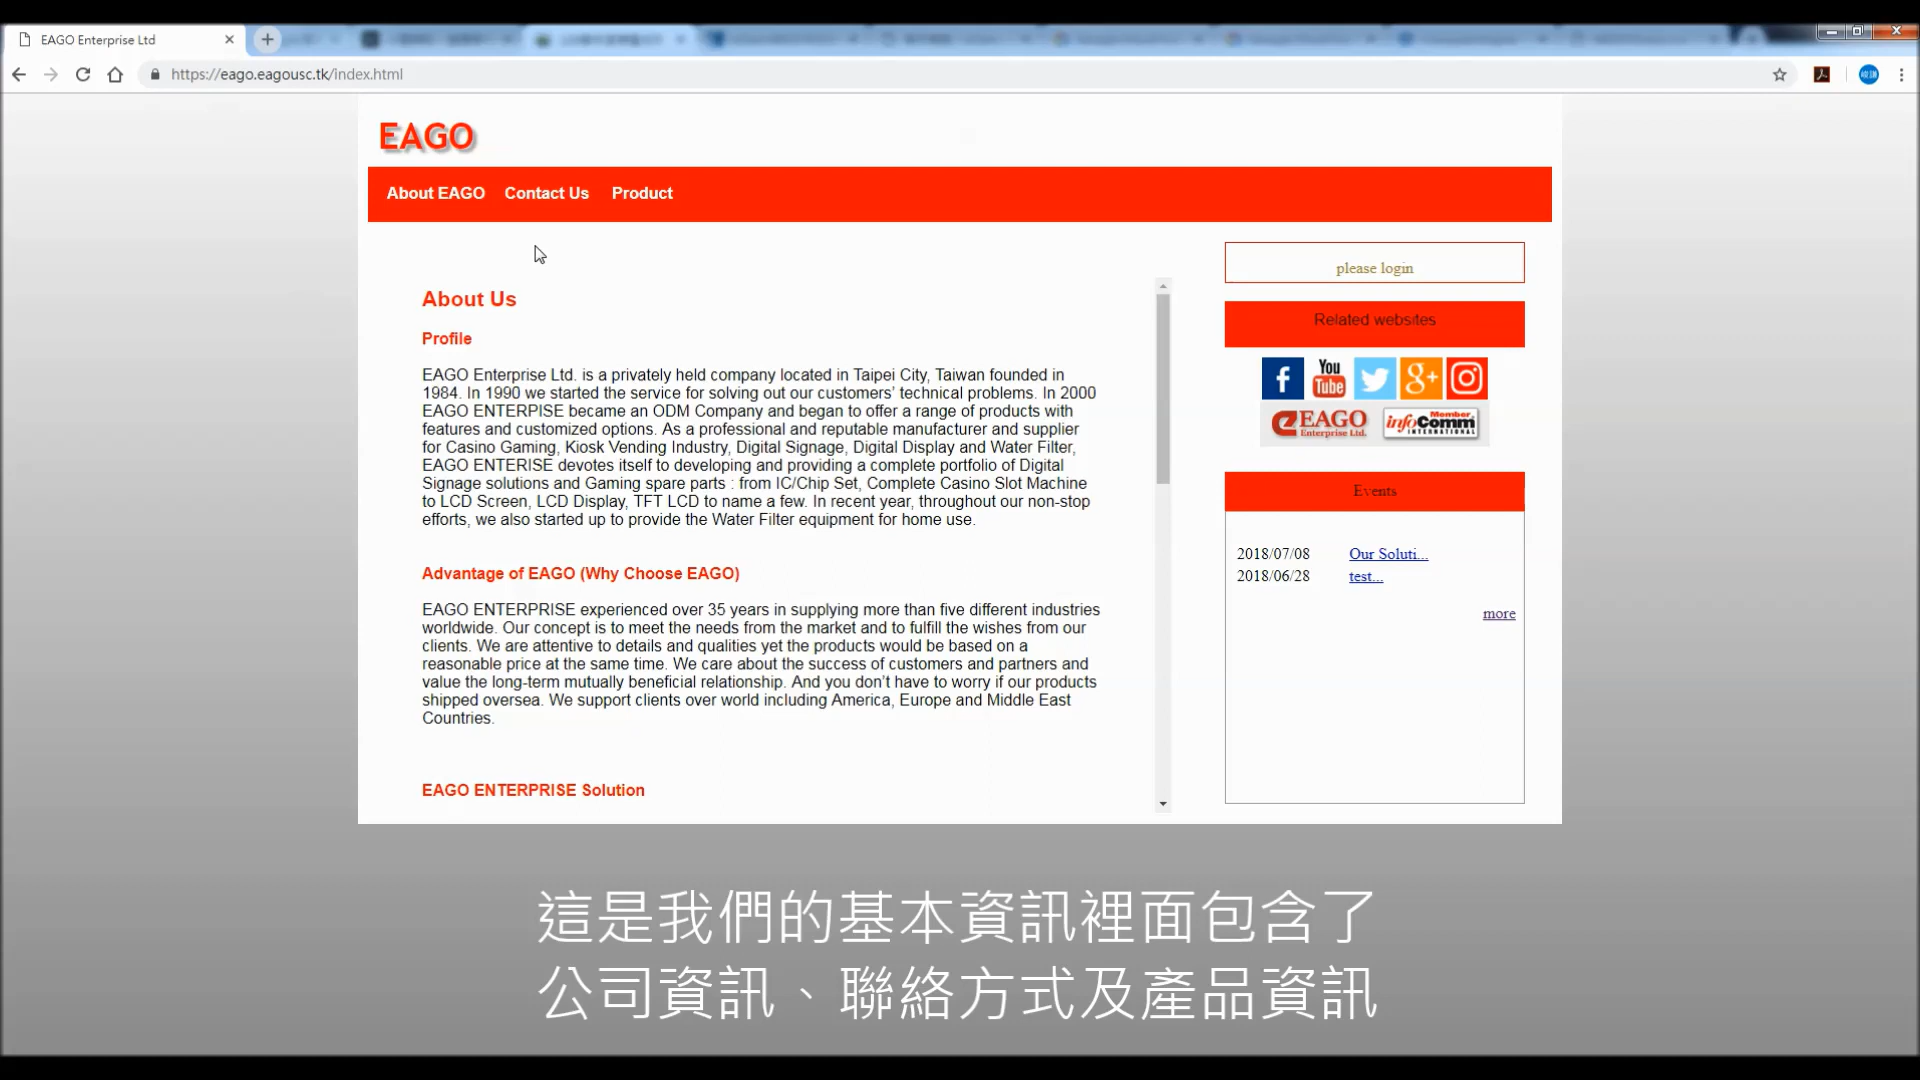 EAGO Enterprise Ltd
https://eago.eagousc.tk/index.html
EAGO
About EAGO Contact Us Product
please login
Related websites
You
Tube
g+
EAGO
Enterprise Ltd.
Member
infoComm
INTERNATIONAL
Events
2018/07/08 Our Soluti...
2018/06/28 test...
more
About Us
Profile
EAGO Enterprise Ltd. is a privately held company located in Taipei City, Taiwan founded in
1984. In 1990 we started the service for solving out our customers’ technical problems. In 2000
EAGO ENTERPISE became an ODM Company and began to offer a range of products with
features and customized options. As a professional and reputable manufacturer and supplier
for Casino Gaming, Kiosk Vending Industry, Digital Signage, Digital Display and Water Filter,
EAGO ENTERISE devotes itself to developing and providing a complete portfolio of Digital
Signage solutions and Gaming spare parts : from IC/Chip Set, Complete Casino Slot Machine
to LCD Screen, LCD Display, TFT LCD to name a few. In recent year, throughout our non-stop
efforts, we also started up to provide the Water Filter equipment for home use.
Advantage of EAGO (Why Choose EAGO)
EAGO ENTERPRISE experienced over 35 years in supplying more than five different industries
worldwide. Our concept is to meet the needs from the market and to fulfill the wishes from our
clients. We are attentive to details and qualities yet the products would be based on a
reasonable price at the same time. We care about the success of customers and partners and
value the long-term mutually beneficial relationship. And you don’t have to worry if our products
shipped oversea. We support clients over world including America, Europe and Middle East
Countries.
EAGO ENTERPRISE Solution
這是我們的基本資訊裡面包含了
公司資訊、聯絡方式及產品資訊